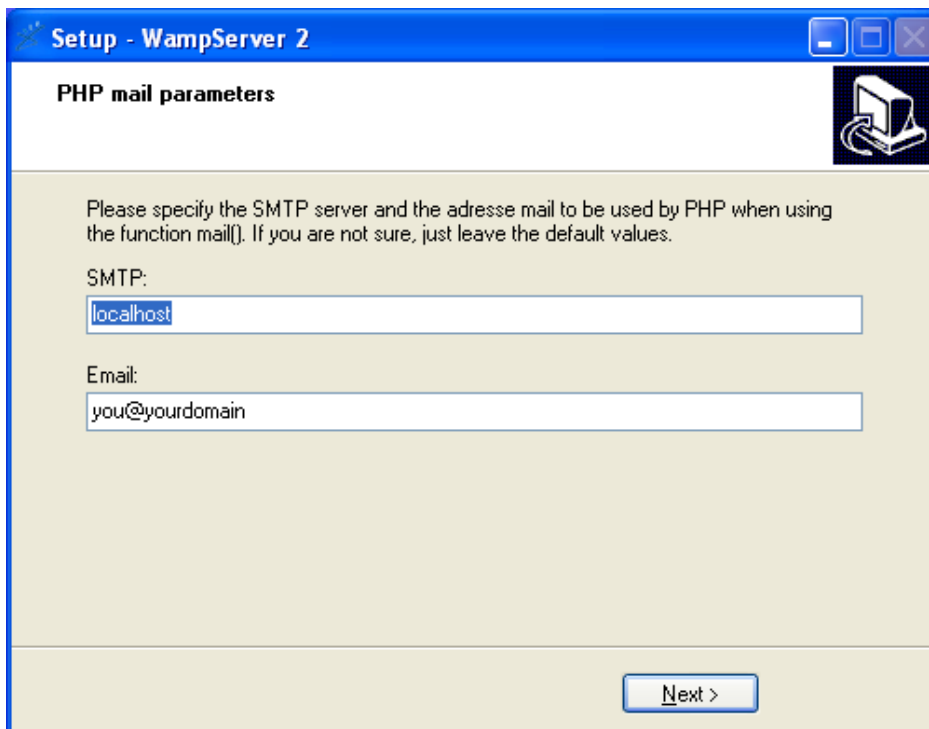 Setup - WampServer 2
PHP mail parameters
Please specify the SMTP server and the adresse mail to be used by PHP when using
the function mail(). If you are not sure, just leave the default values.
SMTP:
localhost
Email:
you@yourdomain
Next >